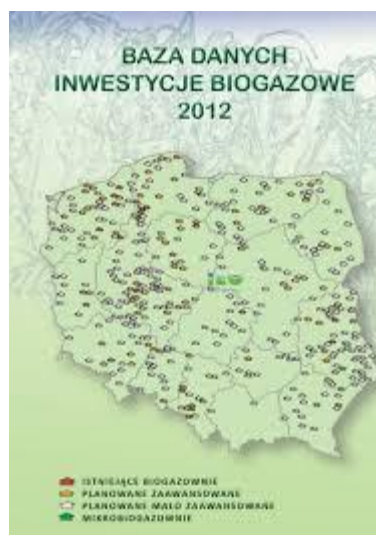 BAZA DANYCH
INWESTYCJE BIOGAZOWE
2012
ISTNIEJĄCE BIOGAZOWNIE
PLANOWANE ZAAWANSOWANE
PLANOWANE MAŁO ZAAWANSOWANE
MIKROBIOGAZOWNIE